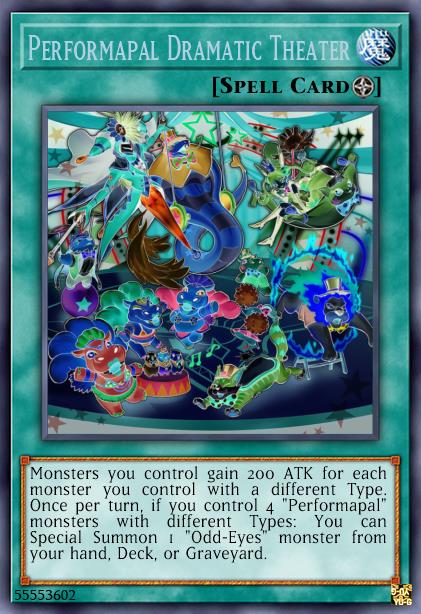 Performapal Dramatic Theater 魔
[Spell Card]
Monsters you control gain 200 ATK for each
monster you control with a different Type.
Once per turn, if you control 4 "Performapal"
monsters with different Types: You can
Special Summon 1 "Odd-Eyes" monster from
your hand, Deck, or Graveyard.
55553602